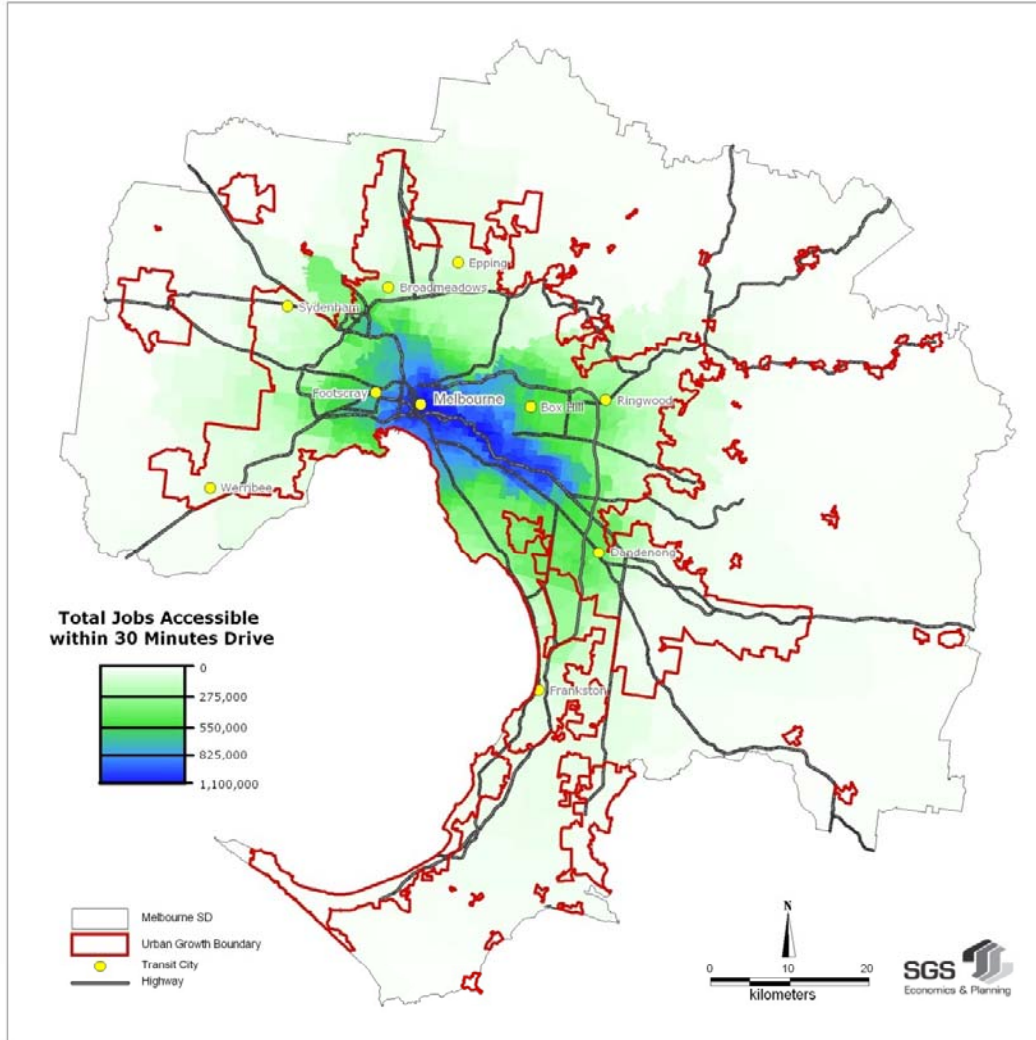 Epping
Broadmeadows
Sydenham
Footscray
Melbourne
Box Hill
Ringwood
Werribee
Dandenong
Total Jobs Accessible
within 30 Minutes Drive
0
275,000
550,000
825,000
1,100,000
Frankston
Melbourne SD
Urban Growth Boundary
Transit City
Highway
N
0 10 20
kilometers
SGS
Economics & Planning